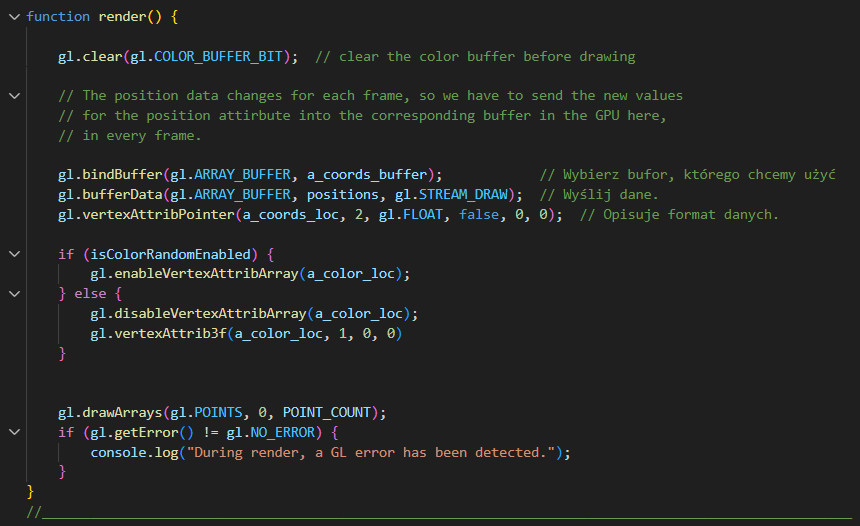 function render() {
gl.clear(gl.COLOR_BUFFER_BIT);  // clear the color buffer before drawing
// The position data changes for each frame, so we have to send the new values
// for the position attirbute into the corresponding buffer in the GPU here,
// in every frame.
gl.bindBuffer(gl.ARRAY_BUFFER, a_coords_buffer);            // Wybierz bufor, którego chcemy użyć
gl.bufferData(gl.ARRAY_BUFFER, positions, gl.STREAM_DRAW);  // Wyślij dane.
gl.vertexAttribPointer(a_coords_loc, 2, gl.FLOAT, false, 0, 0);  // Opisuje format danych.
if (isColorRandomEnabled) {
gl.enableVertexAttribArray(a_color_loc);
} else {
gl.disableVertexAttribArray(a_color_loc);
gl.vertexAttrib3f(a_color_loc, 1, 0, 0)
}
gl.drawArrays(gl.POINTS, 0, POINT_COUNT);
if (gl.getError() != gl.NO_ERROR) {
console.log("During render, a GL error has been detected.");
}
}
//____________________________________________________________________________________________________